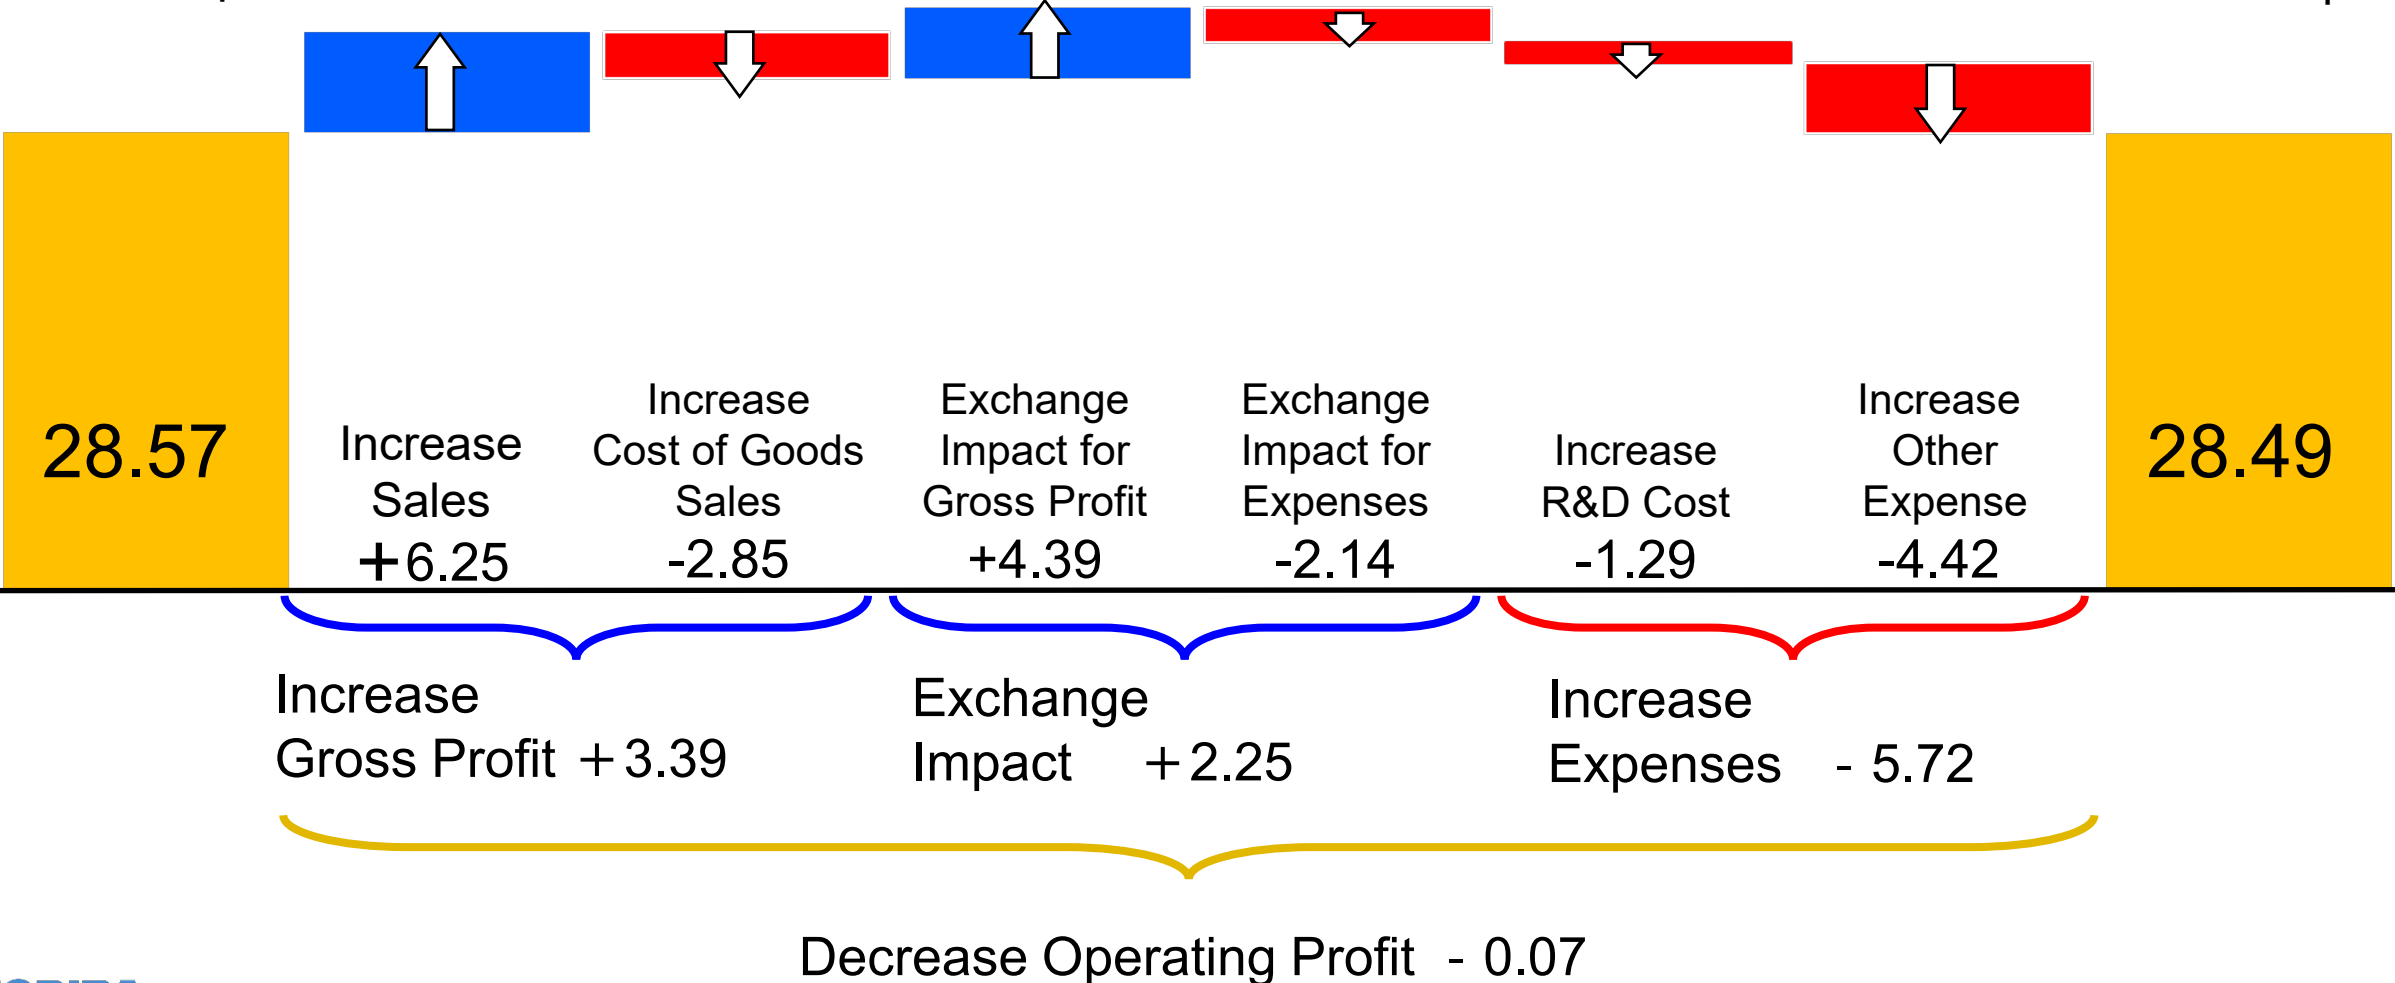 28.57
Increase
Sales
+6.25
Increase
Cost of Goods
Sales
-2.85
Exchange
Impact for
Gross Profit
+4.39
Exchange
Impact for
Expenses
-2.14
Increase
R&D Cost
-1.29
Increase
Other
Expense
-4.42
28.49
Increase
Gross Profit +3.39
Exchange
Impact +2.25
Increase
Expenses - 5.72
Decrease Operating Profit - 0.07